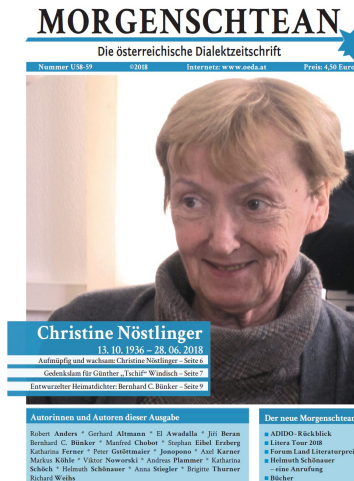 MORGENSCHTEAN
Die österreichische Dialektzeitschrift
Nummer U58-59 ©2018 Internetz: www.oeda.at Preis: 4,50 Euro
Christine Nöstlinger
13. 10. 1936 – 28. 06. 2018
Aufmüpfig und wachsam: Christine Nöstlinger – Seite 6
Gedenksdam für Günther „Tschif“ Windisch – Seite 7
Entwurzelter Heimatdichter: Bernhard C. Bünker – Seite 9
Autorinnen und Autoren dieser Ausgabe
Robert Anders * Gerhard Altmann * El Awadalla * Jiří Beran
Bernhard C. Bünker * Manfred Chobot * Stephan Eibel Erzberg
Katharina Ferner * Peter Gstöttmaier * Jonopono * Axel Karner
Markus Köhle * Viktor Noworski * Andreas Plammer * Katharina
Schöch * Helmuth Schönauer * Anna Stiegler * Brigitte Thurner
Richard Weihs
Der neue Morgenschtean
ADIDO-Rückblick
Litera Tour 2018
Forum Land Literaturpreis
Helmuth Schönauer
– eine Anrufung
Bücher